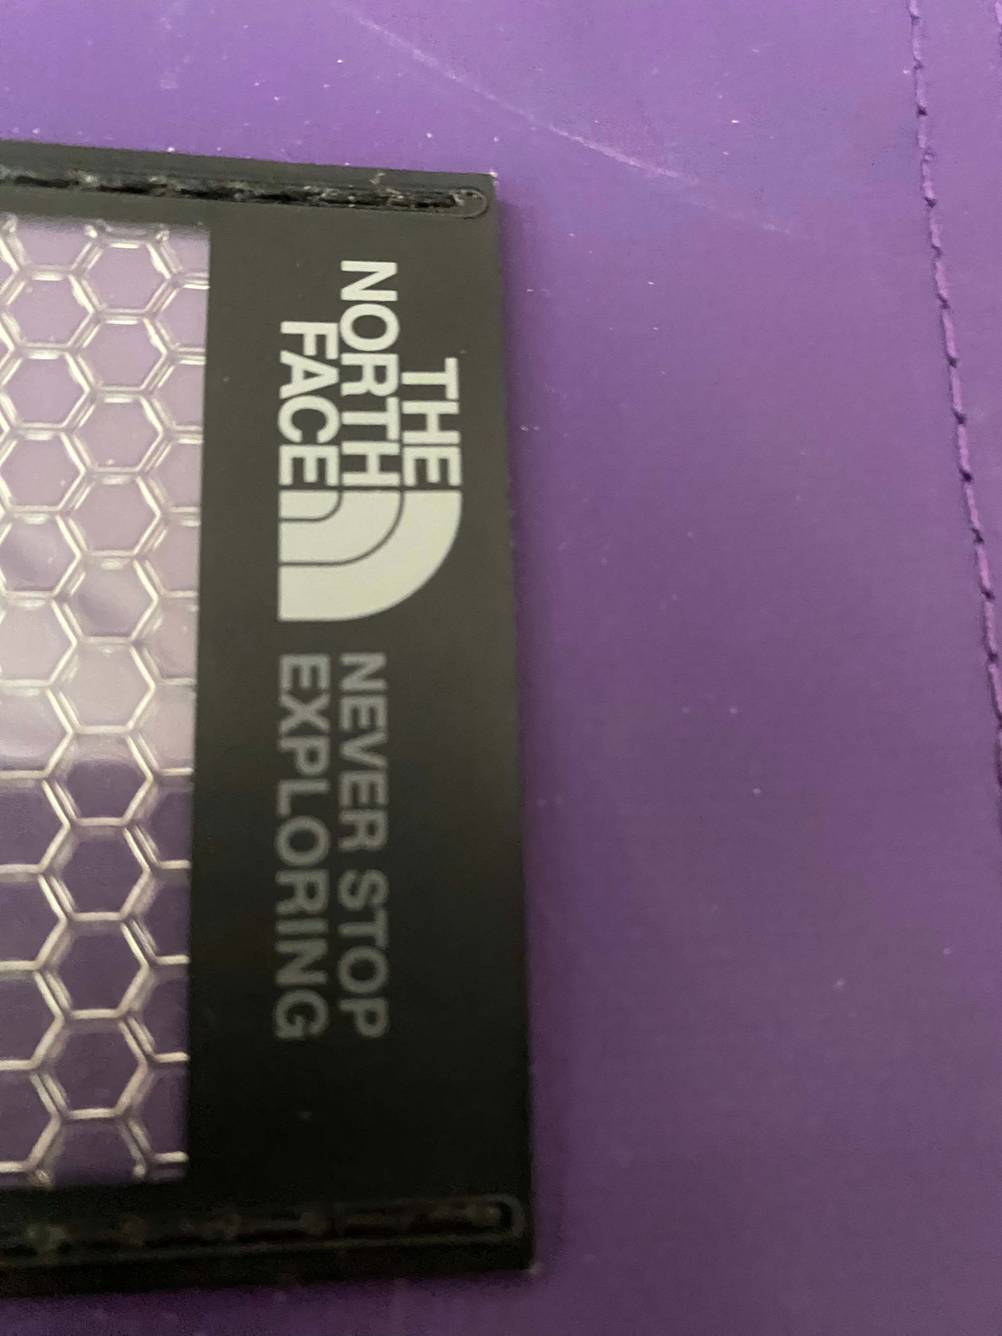 THE
NORTH
FACE
NEVER STOP
EXPLORING